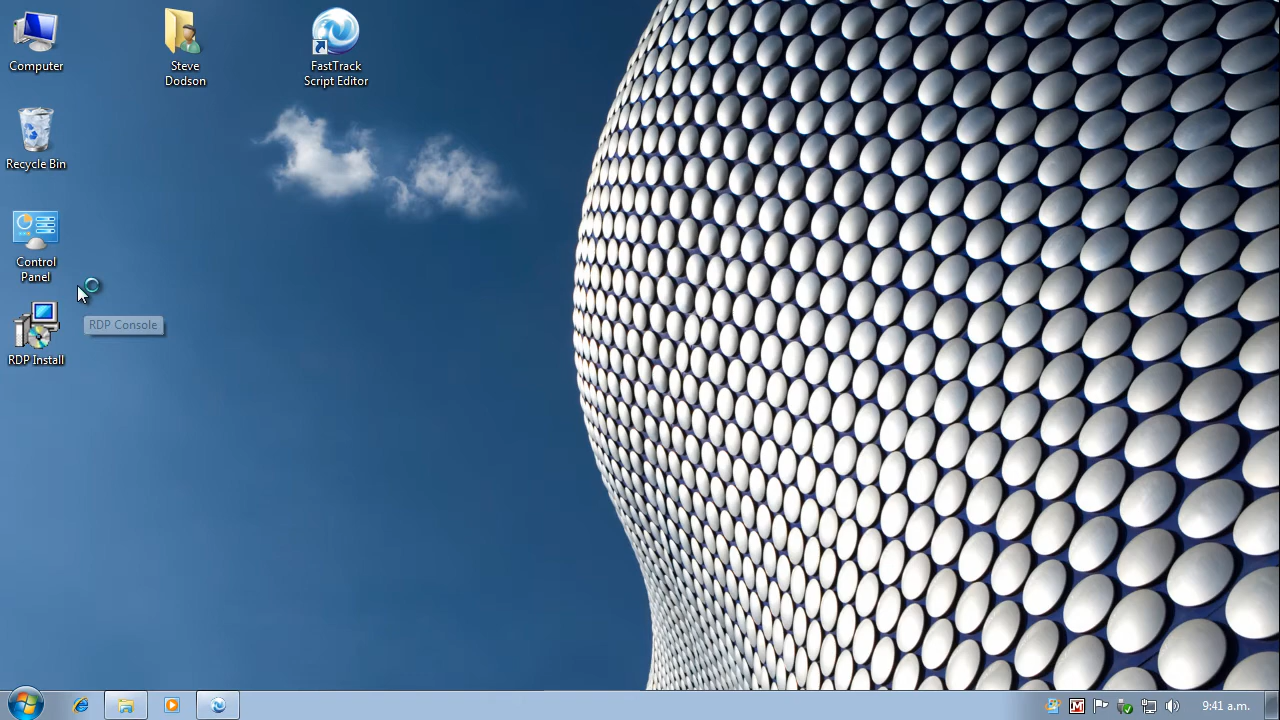 Computer
Steve
Dodson
FastTrack
Script Editor
Recycle Bin
Control
Panel
RDP Console
RDP Install
M
9:41 a.m.